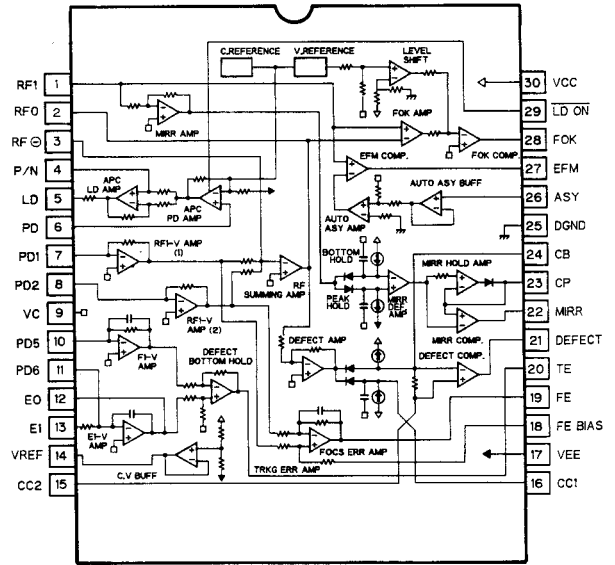 C.REFERENCE
V.REFERENCE
LEVEL
SHIFT
RF1 1
30 VCC
MIRR AMP
FOK AMP
RF0 2
29 LD ON
RF⊖ 3
28 FOK
EFM COMP.
FOK COMP.
P/N 4
27 EFM
APC
LD AMP
AUTO ASY BUFF
LD 5
26 ASY
APC
PD AMP
AUTO
ASY AMP
PD 6
25 DGND
RF1-V AMP
(1)
BOTTOM
HOLD
PD1 7
24 CB
MIRR HOLD AMP
RF
SUMMING AMP
PD2 8
23 CP
PEAK
HOLD
MIRR
DEF
AMP
VC 9
22 MIRR
RF1-V AMP
(2)
MIRR COMP.
PD5 10
21 DEFECT
F1-V
AMP
DEFECT
BOTTOM HOLD
DEFECT AMP
DEFECT COMP.
PD6 11
20 TE
E0 12
19 FE
E1 13
18 FE BIAS
E1-V
AMP
FOCS ERR AMP
VREF 14
17 VEE
C.V BUFF
TRKG ERR AMP
CC2 15
16 CC1